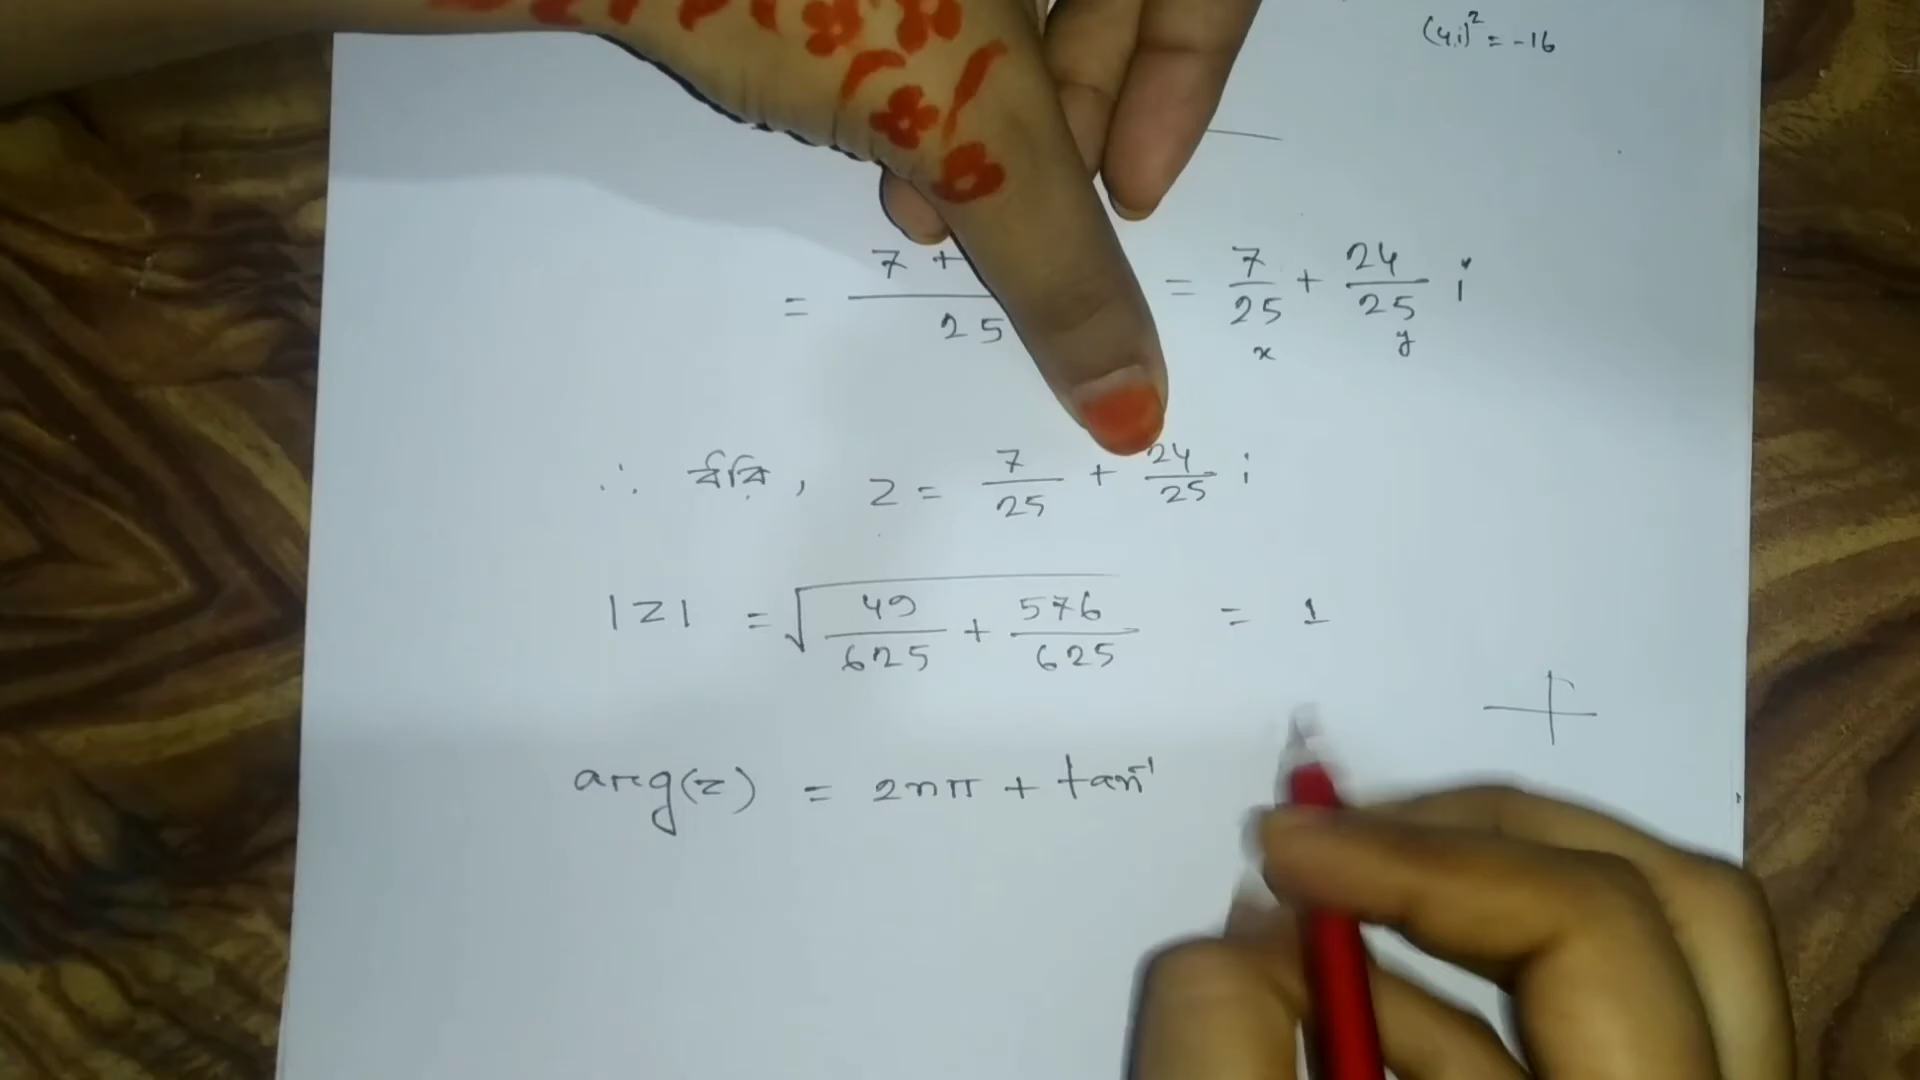 (4i)² = -16
= 7 + / 25 = 7/25 + 24/25 i
x y
∴ ধরি, z = 7/25 + 24/25 i
|z| = √(49/625 + 576/625) = 1
arg(z) = 2nπ + tan⁻¹